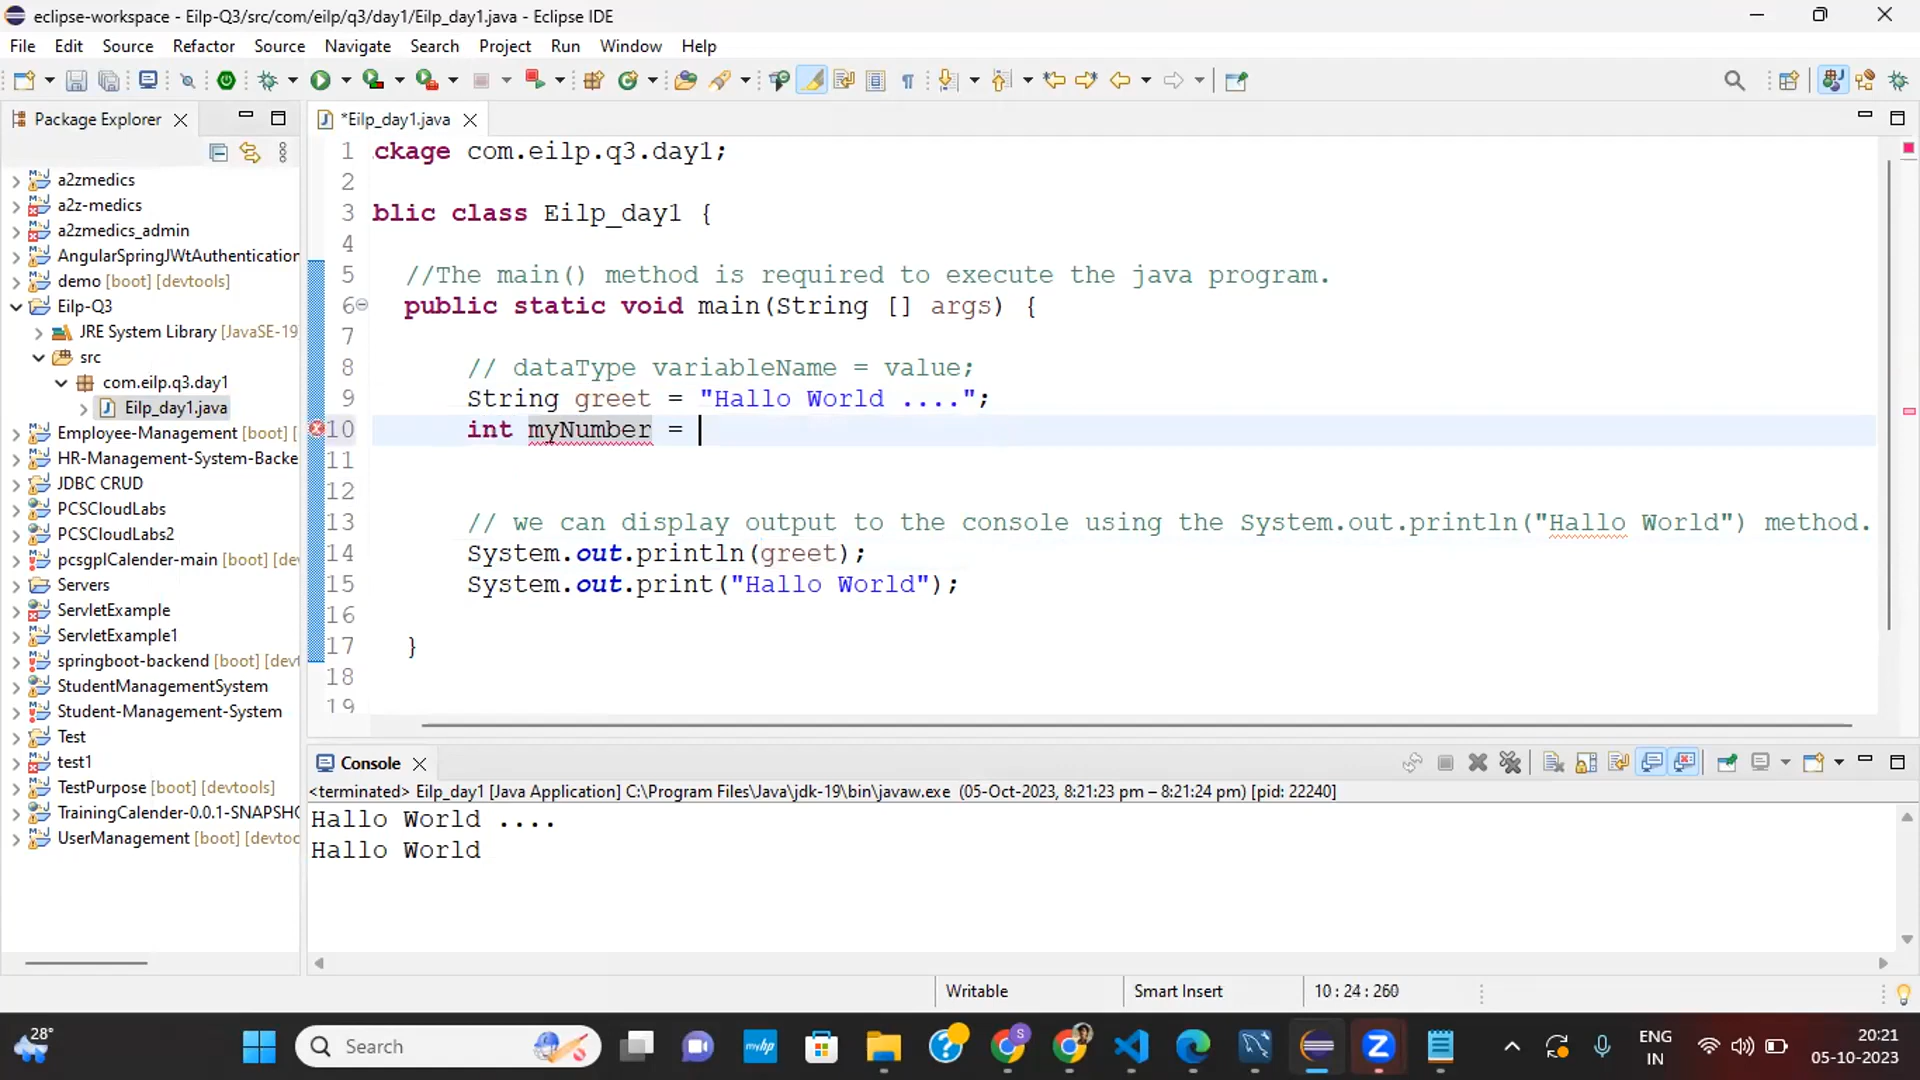 eclipse-workspace - Eilp-Q3/src/com/eilp/q3/day1/Eilp_day1.java - Eclipse IDE
File Edit Source Refactor Source Navigate Search Project Run Window Help
Package Explorer
*Eilp_day1.java
a2zmedics
a2z-medics
a2zmedics_admin
AngularSpringJWtAuthentication
demo [boot] [devtools]
Eilp-Q3
JRE System Library [JavaSE-19
src
com.eilp.q3.day1
Eilp_day1.java
Employee-Management [boot] [
HR-Management-System-Backe
JDBC CRUD
PCSCloudLabs
PCSCloudLabs2
pcsgplCalender-main [boot] [de
Servers
ServletExample
ServletExample1
springboot-backend [boot] [devt
StudentManagementSystem
Student-Management-System
Test
test1
TestPurpose [boot] [devtools]
TrainingCalender-0.0.1-SNAPSHO
UserManagement [boot] [devtoo
1 ckage com.eilp.q3.day1;
2
3 blic class Eilp_day1 {
4
5 //The main() method is required to execute the java program.
6 public static void main(String [] args) {
7
8 // dataType variableName = value;
9 String greet = "Hallo World ....";
10 int myNumber =
11
12
13 // we can display output to the console using the System.out.println("Hallo World") method.
14 System.out.println(greet);
15 System.out.print("Hallo World");
16
17 }
18
19
Console
<terminated> Eilp_day1 [Java Application] C:\Program Files\Java\jdk-19\bin\javaw.exe (05-Oct-2023, 8:21:23 pm – 8:21:24 pm) [pid: 22240]
Hallo World ....
Hallo World
Writable Smart Insert 10 : 24 : 260
28°
Search
myhp
S
ENG
IN
20:21
05-10-2023